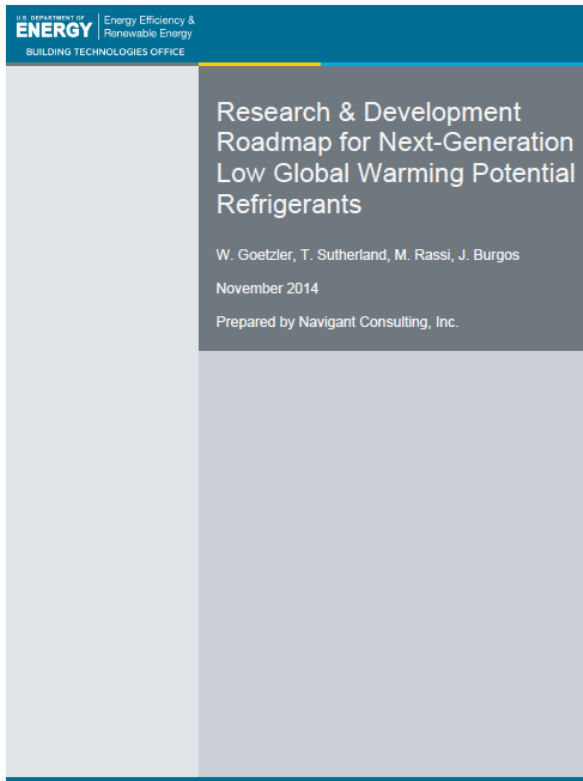 U.S. DEPARTMENT OF
ENERGY
Energy Efficiency &
Renewable Energy
BUILDING TECHNOLOGIES OFFICE
Research & Development
Roadmap for Next-Generation
Low Global Warming Potential
Refrigerants
W. Goetzler, T. Sutherland, M. Rassi, J. Burgos
November 2014
Prepared by Navigant Consulting, Inc.